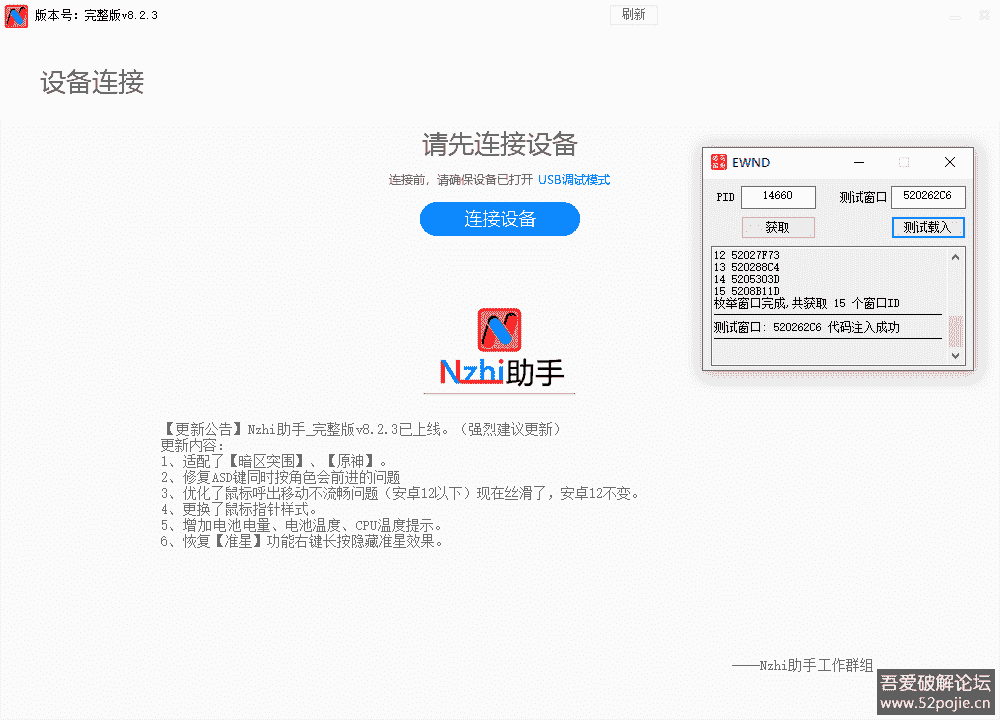 版本号：完整版v8.2.3
刷新
设备连接
请先连接设备
连接前，请确保设备已打开 USB调试模式
连接设备
EWND
PID 14660 测试窗口 520262C6
获取 测试载入
12 52027F73
13 520288C4
14 5205303D
15 5208B11D
枚举窗口完成,共获取 15 个窗口ID
测试窗口: 520262C6 代码注入成功
Nzhi助手
【更新公告】Nzhi助手_完整版v8.2.3已上线。（强烈建议更新）
更新内容：
1、适配了【暗区突围】、【原神】。
2、修复ASD键同时按角色会前进的问题
3、优化了鼠标呼出移动不流畅问题（安卓12以下）现在丝滑了，安卓12不变。
4、更换了鼠标指针样式。
5、增加电池电量、电池温度、CPU温度提示。
6、恢复【准星】功能右键长按隐藏准星效果。
——Nzhi助手工作群组
吾爱破解论坛
www.52pojie.cn